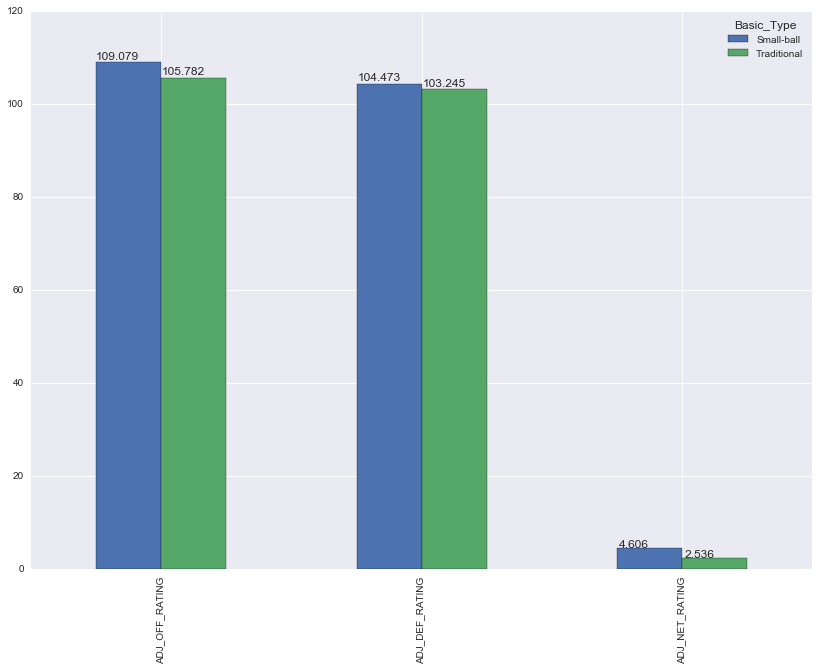 120
100
80
60
40
20
0
109.079
105.782
104.473
103.245
4.606
2.536
Basic_Type
Small-ball
Traditional
ADJ_OFF_RATING
ADJ_DEF_RATING
ADJ_NET_RATING